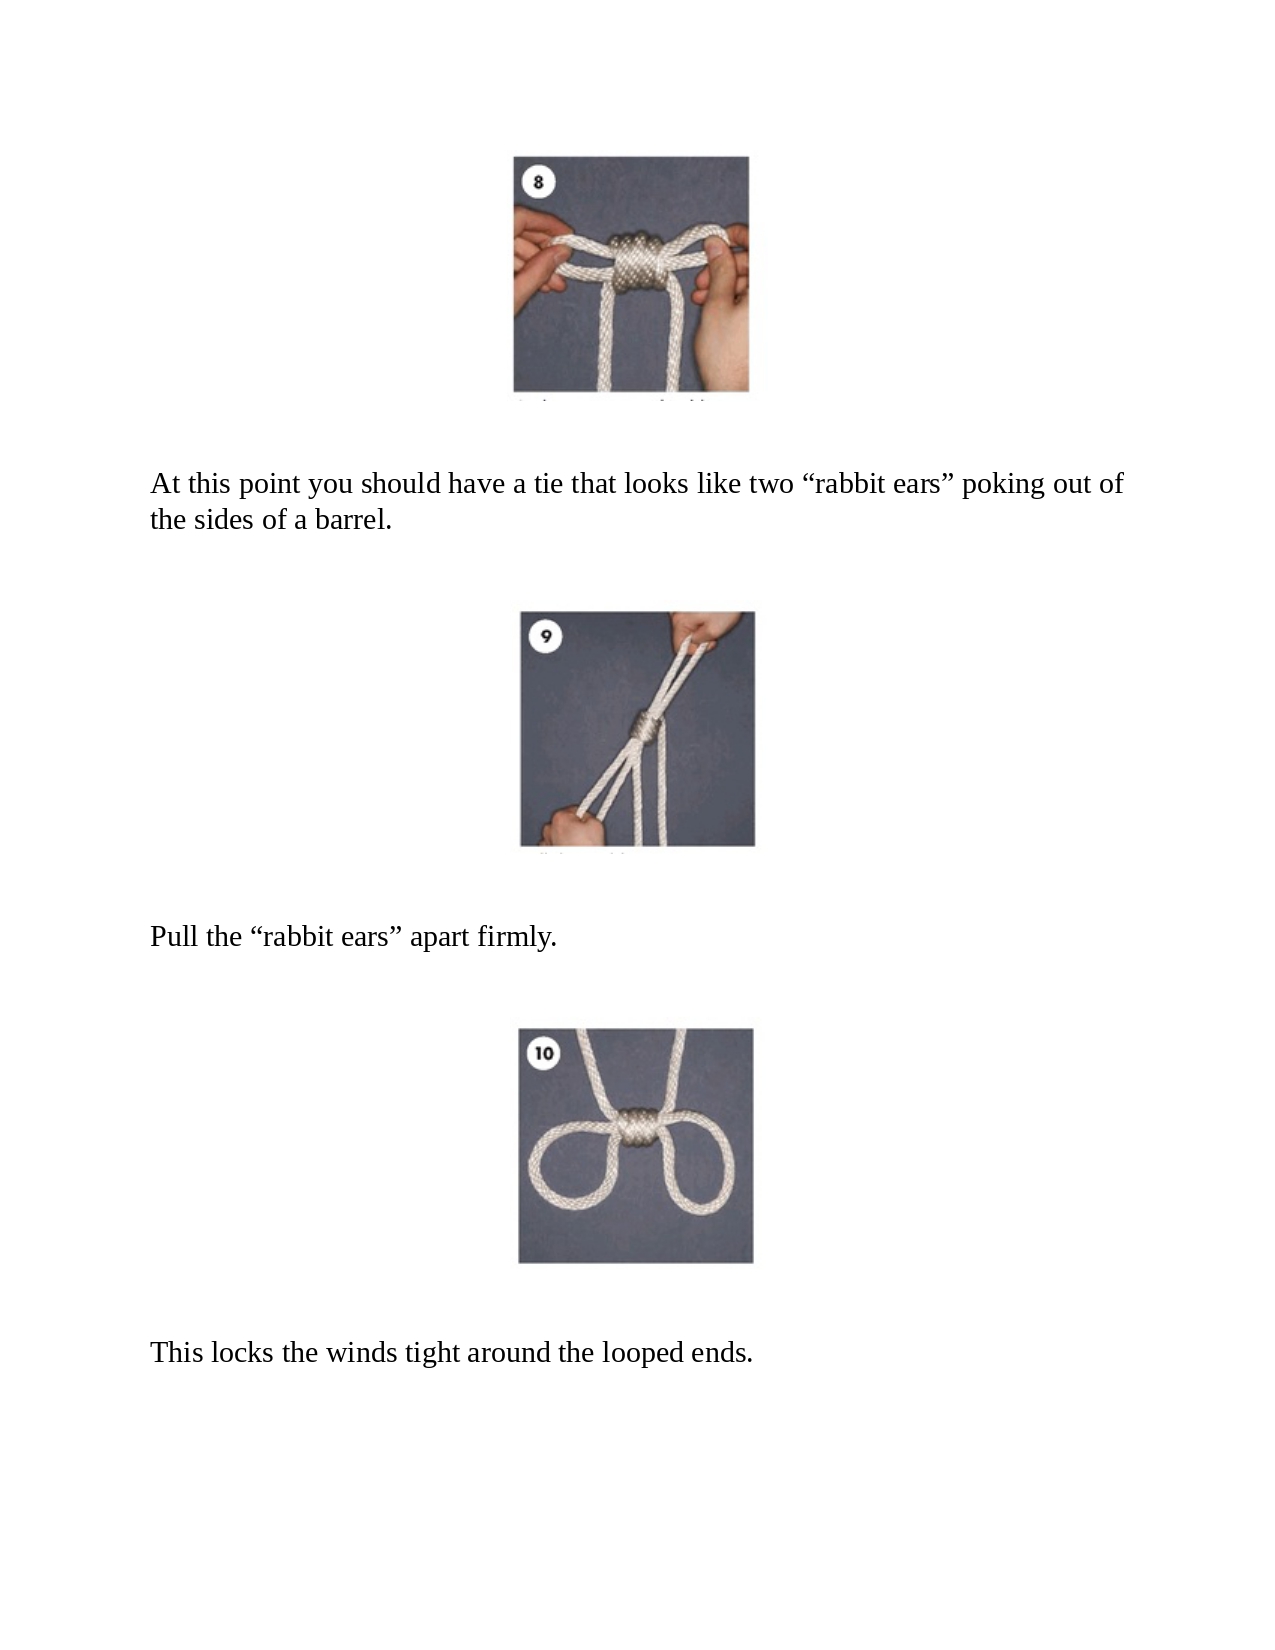 8
At this point you should have a tie that looks like two “rabbit ears” poking out of
the sides of a barrel.
9
Pull the “rabbit ears” apart firmly.
10
This locks the winds tight around the looped ends.